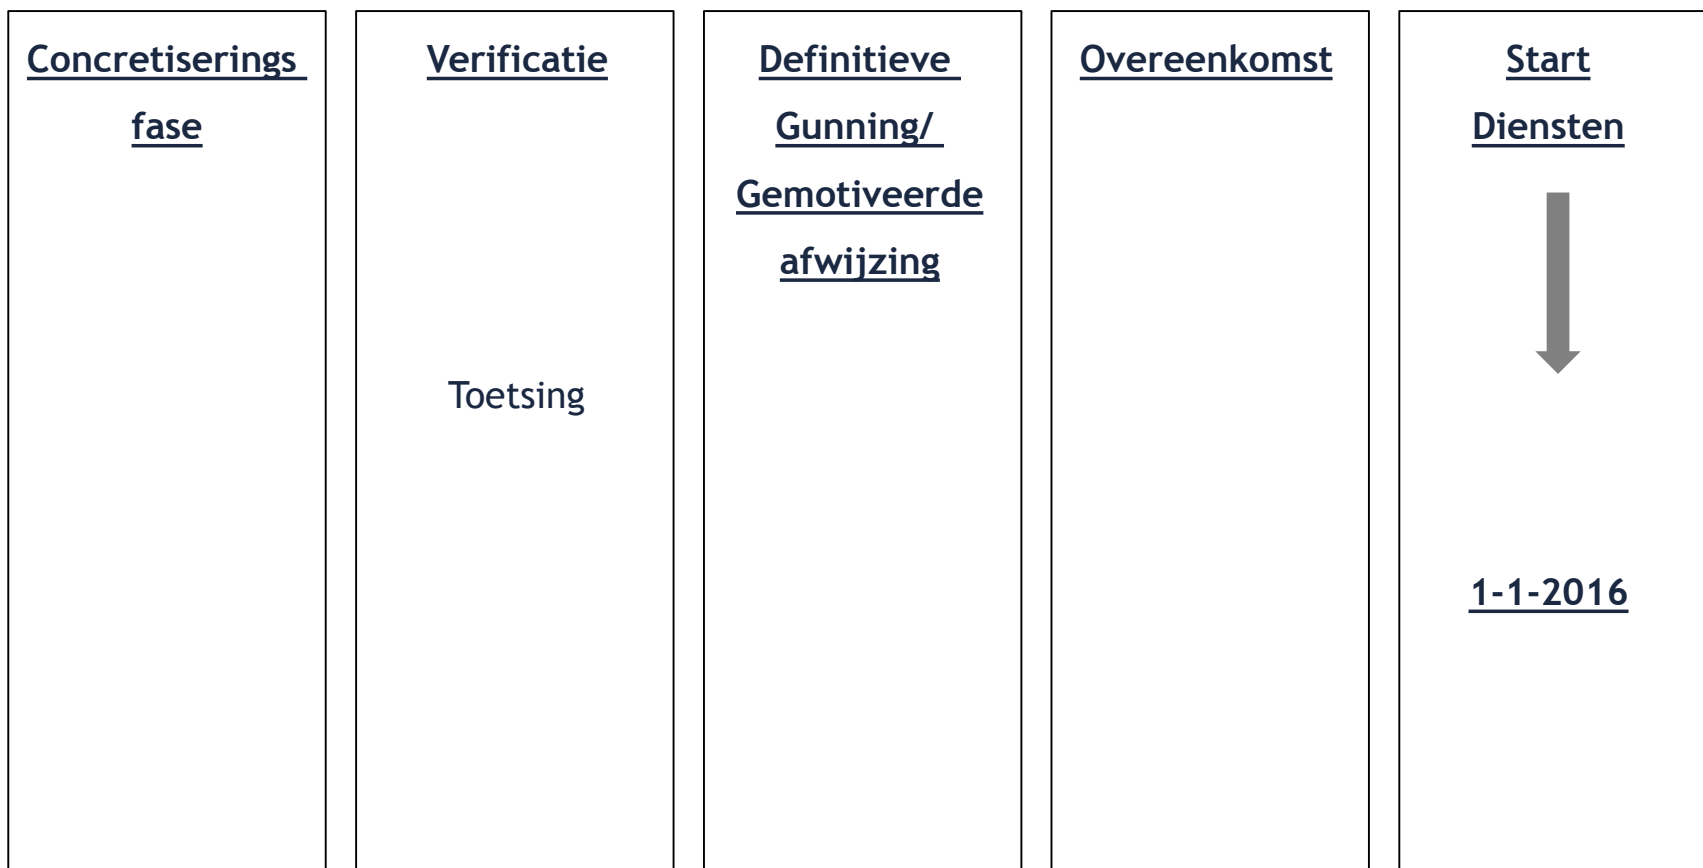 Concretiserings
fase
Verificatie
Toetsing
Definitieve
Gunning/
Gemotiveerde
afwijzing
Overeenkomst
Start
Diensten
1-1-2016